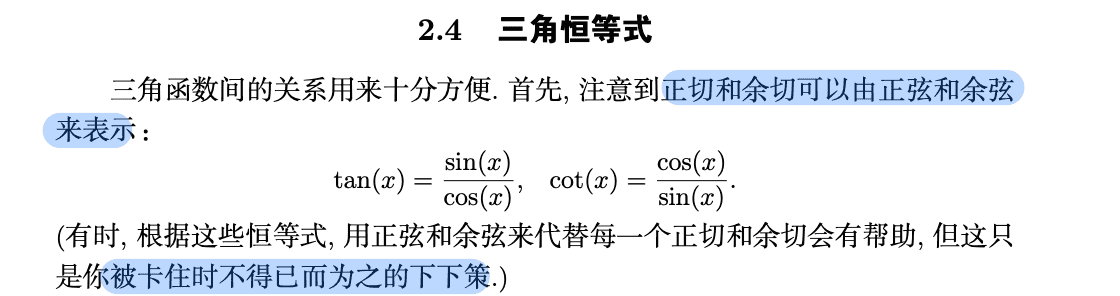 2.4 三角恒等式
三角函数间的关系用来十分方便. 首先, 注意到正切和余切可以由正弦和余弦
来表示：
tan(x) = sin(x)/cos(x), cot(x) = cos(x)/sin(x).
(有时, 根据这些恒等式, 用正弦和余弦来代替每一个正切和余切会有帮助, 但这只
是你被卡住时不得已而为之的下下策.)